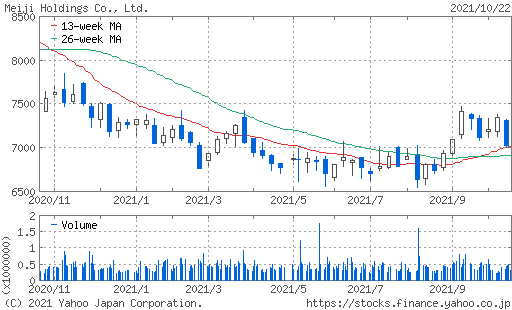 Meiji Holdings Co., Ltd. 2021/10/22
8500
13-week MA
26-week MA
8000
7500
7000
6500
2020/11 2021/1 2021/3 2021/5 2021/7 2021/9
2
Volume
1.5
1
0.5
0
(x1000000)
2020/11 2021/1 2021/3 2021/5 2021/7 2021/9
(C) 2021 Yahoo Japan Corporation. https://stocks.finance.yahoo.co.jp/